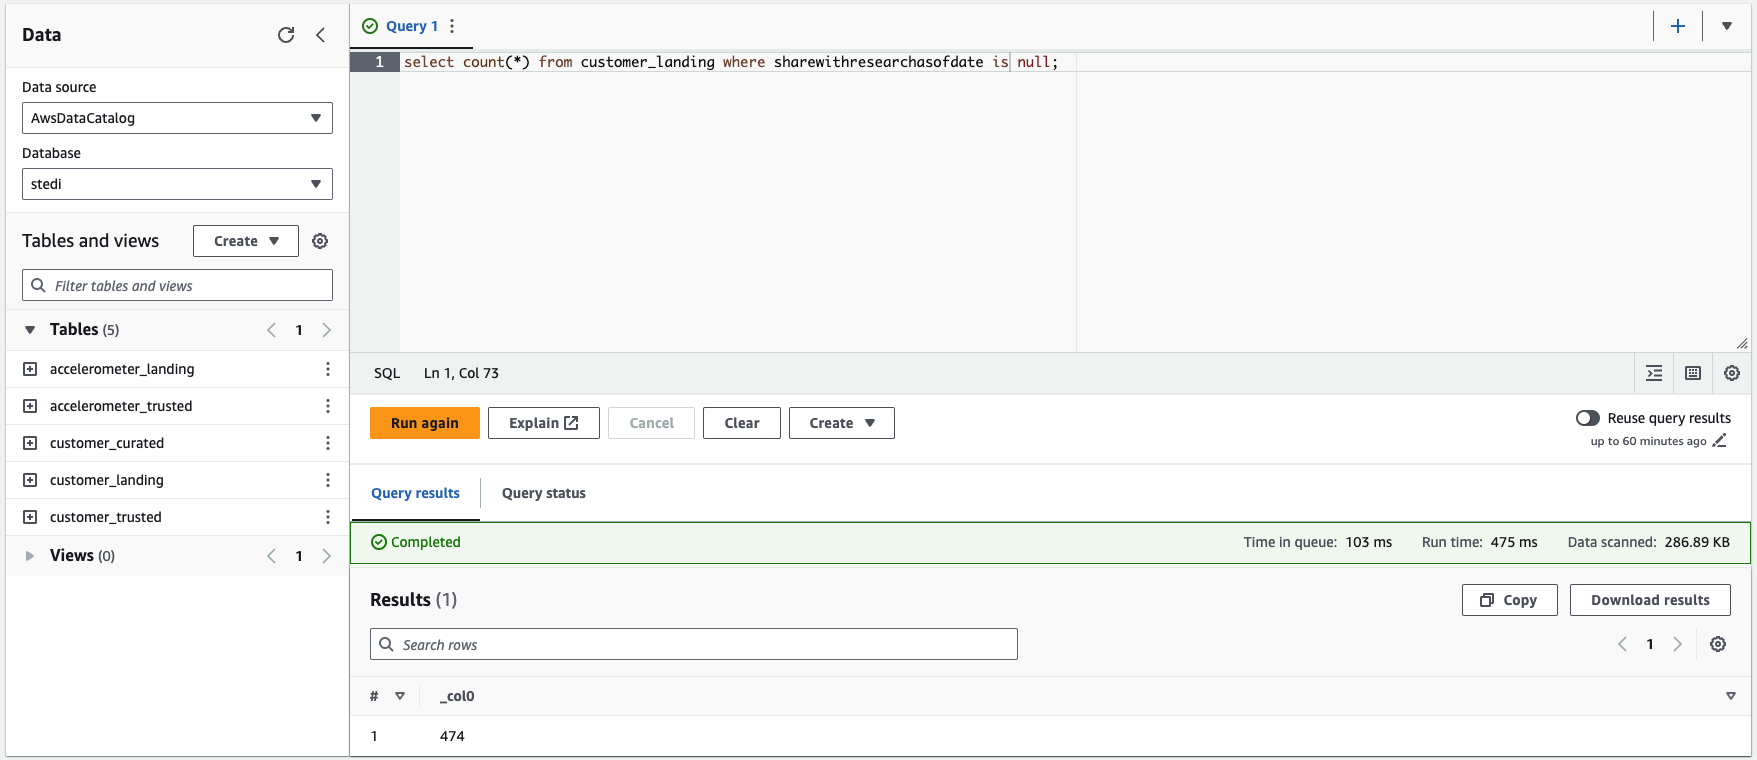 Data
Data source
AwsDataCatalog
Database
stedi
Tables and views
Create
Filter tables and views
Tables (5)
1
accelerometer_landing
accelerometer_trusted
customer_curated
customer_landing
customer_trusted
Views (0)
1
Query 1
1 select count(*) from customer_landing where sharewithresearchasofdate is null;
SQL Ln 1, Col 73
Run again
Explain
Cancel
Clear
Create
Reuse query results
up to 60 minutes ago
Query results
Query status
Completed
Time in queue: 103 ms
Run time: 475 ms
Data scanned: 286.89 KB
Results (1)
Copy
Download results
Search rows
1
# _col0
1 474